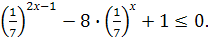 (1/7)^{2x−1} − 8 · (1/7)^x + 1 ≤ 0.